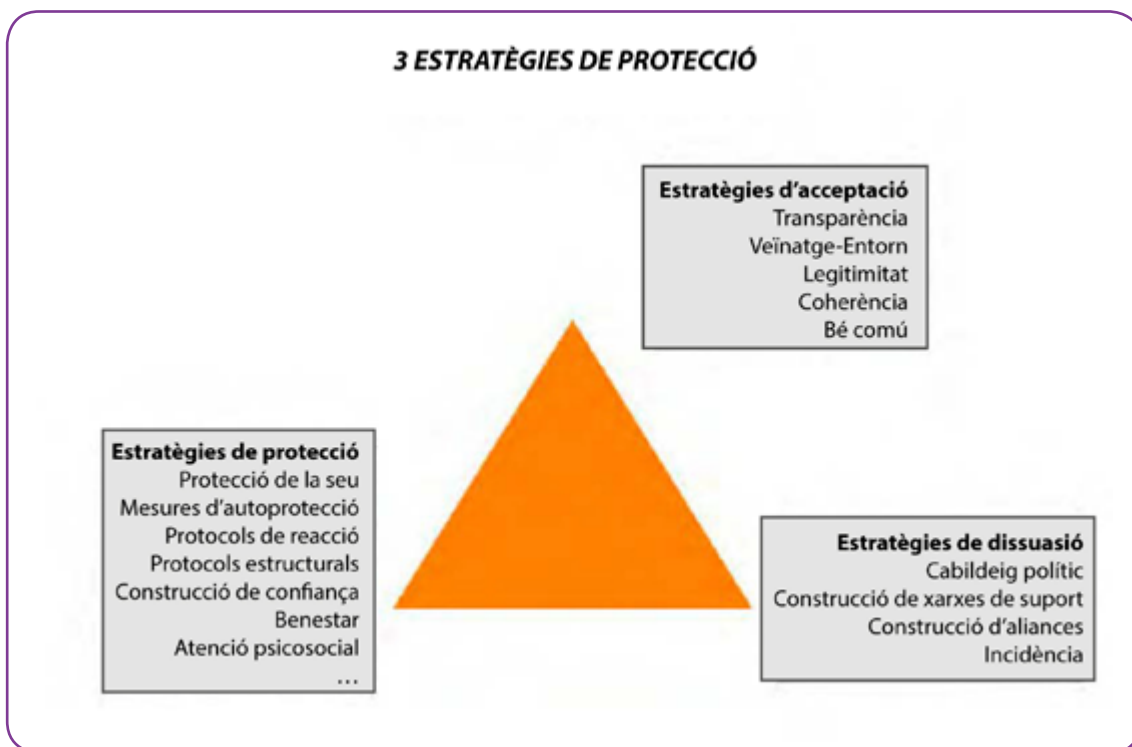 3 ESTRATÈGIES DE PROTECCIÓ
Estratègies d'acceptació
Transparència
Veïnatge-Entorn
Legitimitat
Coherència
Bé comú
Estratègies de protecció
Protecció de la seu
Mesures d'autoprotecció
Protocols de reacció
Protocols estructurals
Construcció de confiança
Benestar
Atenció psicosocial
...
Estratègies de dissuasió
Cabildeig polític
Construcció de xarxes de suport
Construcció d'aliances
Incidència